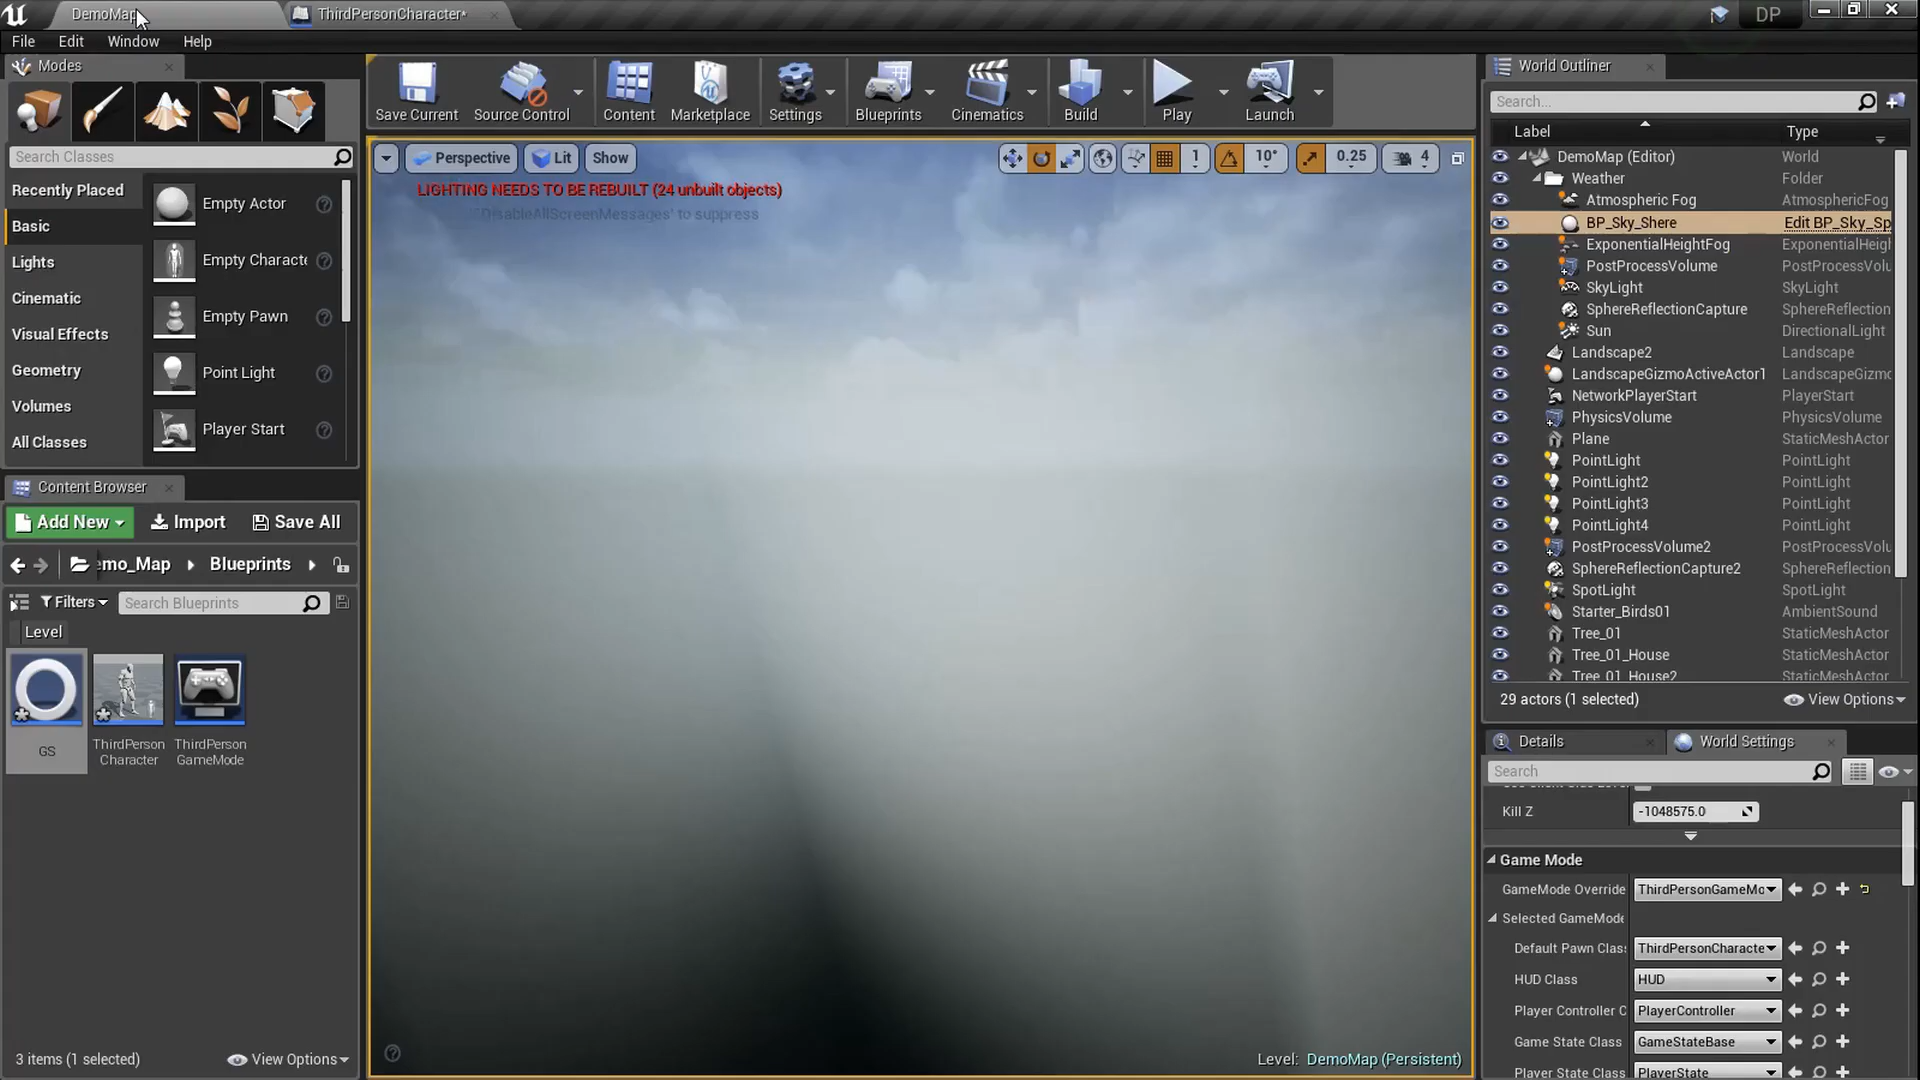 DemoMap
ThirdPersonCharacter*
DP
File
Edit
Window
Help
Modes
Search Classes
Recently Placed
Basic
Lights
Cinematic
Visual Effects
Geometry
Volumes
All Classes
Empty Actor
Empty Characte
Empty Pawn
Point Light
Player Start
Content Browser
Add New
Import
Save All
emo_Map
Blueprints
Filters
Search Blueprints
Level
GS
ThirdPerson
Character
ThirdPerson
GameMode
3 items (1 selected)
View Options
Save Current
Source Control
Content
Marketplace
Settings
Blueprints
Cinematics
Build
Play
Launch
Perspective
Lit
Show
1
10°
0.25
4
LIGHTING NEEDS TO BE REBUILT (24 unbuilt objects)
'DisableAllScreenMessages' to suppress
Level: DemoMap (Persistent)
World Outliner
Search...
Label
Type
DemoMap (Editor) World
Weather Folder
Atmospheric Fog AtmosphericFog
BP_Sky_Shere Edit BP_Sky_Sp
ExponentialHeightFog ExponentialHeigh
PostProcessVolume PostProcessVolu
SkyLight SkyLight
SphereReflectionCapture SphereReflection
Sun DirectionalLight
Landscape2 Landscape
LandscapeGizmoActiveActor1 LandscapeGizmo
NetworkPlayerStart PlayerStart
PhysicsVolume PhysicsVolume
Plane StaticMeshActor
PointLight PointLight
PointLight2 PointLight
PointLight3 PointLight
PointLight4 PointLight
PostProcessVolume2 PostProcessVolu
SphereReflectionCapture2 SphereReflection
SpotLight SpotLight
Starter_Birds01 AmbientSound
Tree_01 StaticMeshActor
Tree_01_House StaticMeshActor
Tree_01_House2 StaticMeshActor
29 actors (1 selected)
View Options
Details
World Settings
Search
Kill Z -1048575.0
Game Mode
GameMode Override ThirdPersonGameMo
Selected GameMode
Default Pawn Clas ThirdPersonCharacte
HUD Class HUD
Player Controller C PlayerController
Game State Class GameStateBase
Player State Class PlayerState